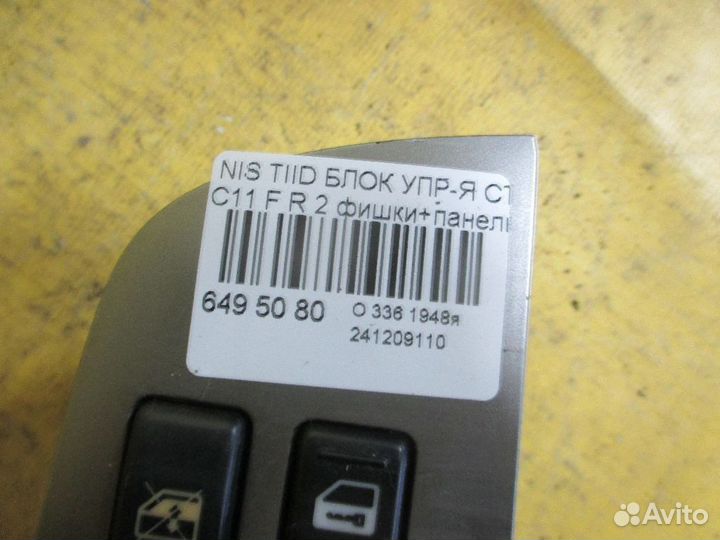 NIS TIID БЛОК УПР-Я СТ
C11 F R 2 фишки+панель
649 50 80
О 336 1948я
241209110
Avito